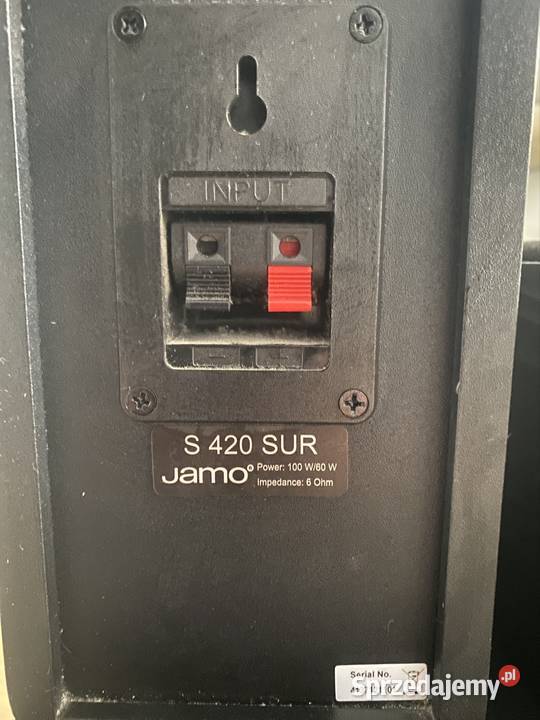 INPUT
- +
S 420 SUR
Jamo® Power: 100 W/60 W
Impedance: 6 Ohm
Serial No.
Sprzedajemy.pl